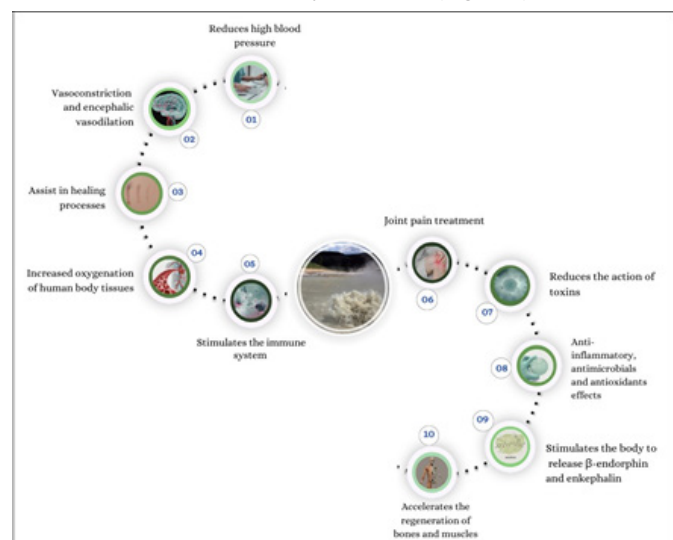 Reduces high blood
pressure
01
Vasoconstriction
and encephalic
vasodilation
02
Assist in healing
processes
03
Increased oxygenation
of human body tissues
04
05
Stimulates the immune
system
Joint pain treatment
06
Reduces the action of
toxins
07
Anti-
inflammatory,
antimicrobials
and antioxidants
effects
08
09
Stimulates the body to
release β-endorphin
and enkephalin
10
Accelerates the
regeneration of
bones and muscles